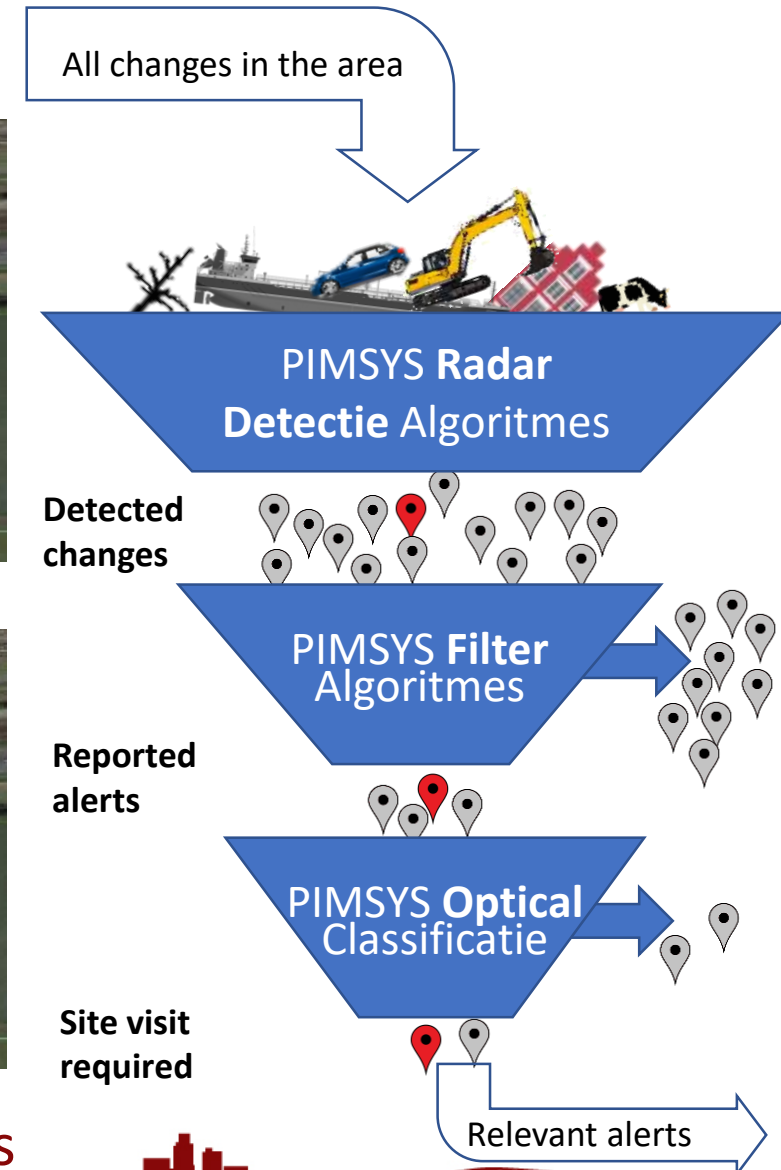 All changes in the area
PIMSYS Radar
Detectie Algoritmes
Detected
changes
PIMSYS Filter
Algoritmes
Reported
alerts
PIMSYS Optical
Classificatie
Site visit
required
Relevant alerts
s